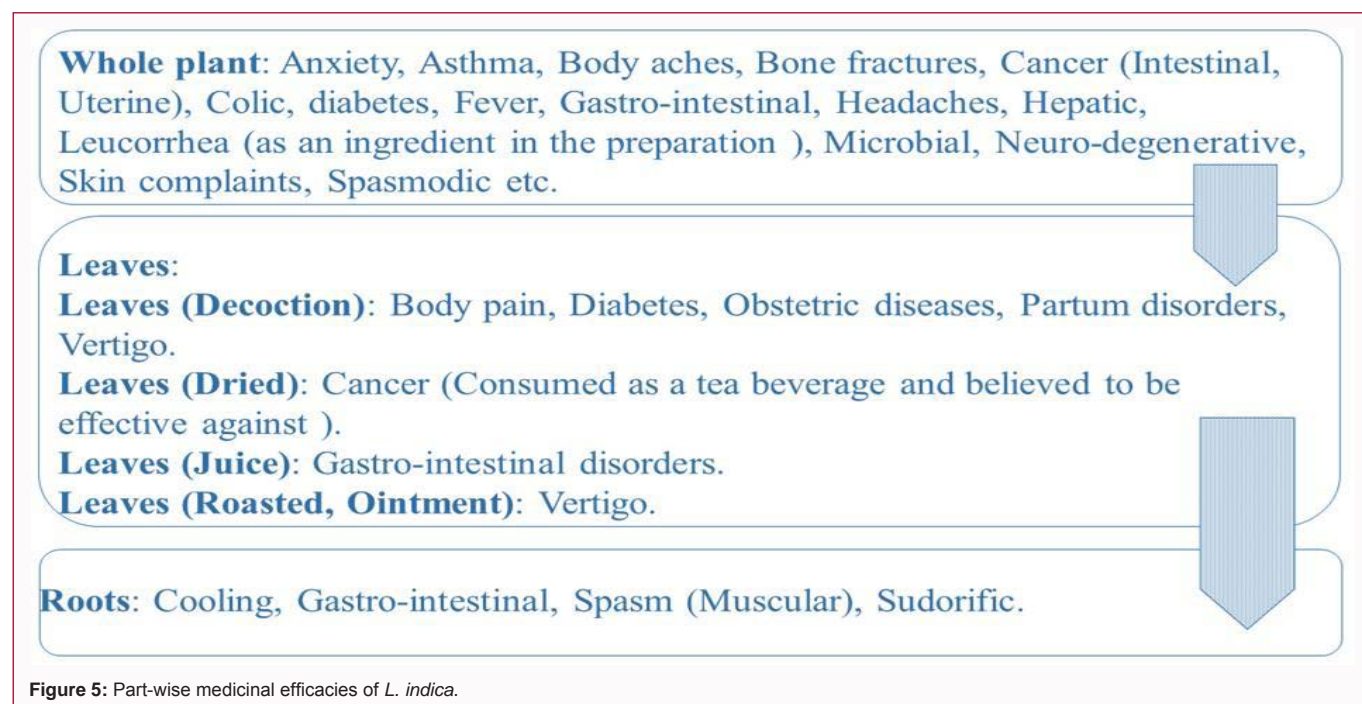 Whole plant: Anxiety, Asthma, Body aches, Bone fractures, Cancer (Intestinal,
Uterine), Colic, diabetes, Fever, Gastro-intestinal, Headaches, Hepatic,
Leucorrhea (as an ingredient in the preparation ), Microbial, Neuro-degenerative,
Skin complaints, Spasmodic etc.
Leaves:
Leaves (Decoction): Body pain, Diabetes, Obstetric diseases, Partum disorders,
Vertigo.
Leaves (Dried): Cancer (Consumed as a tea beverage and believed to be
effective against ).
Leaves (Juice): Gastro-intestinal disorders.
Leaves (Roasted, Ointment): Vertigo.
Roots: Cooling, Gastro-intestinal, Spasm (Muscular), Sudorific.
Figure 5: Part-wise medicinal efficacies of L. indica.